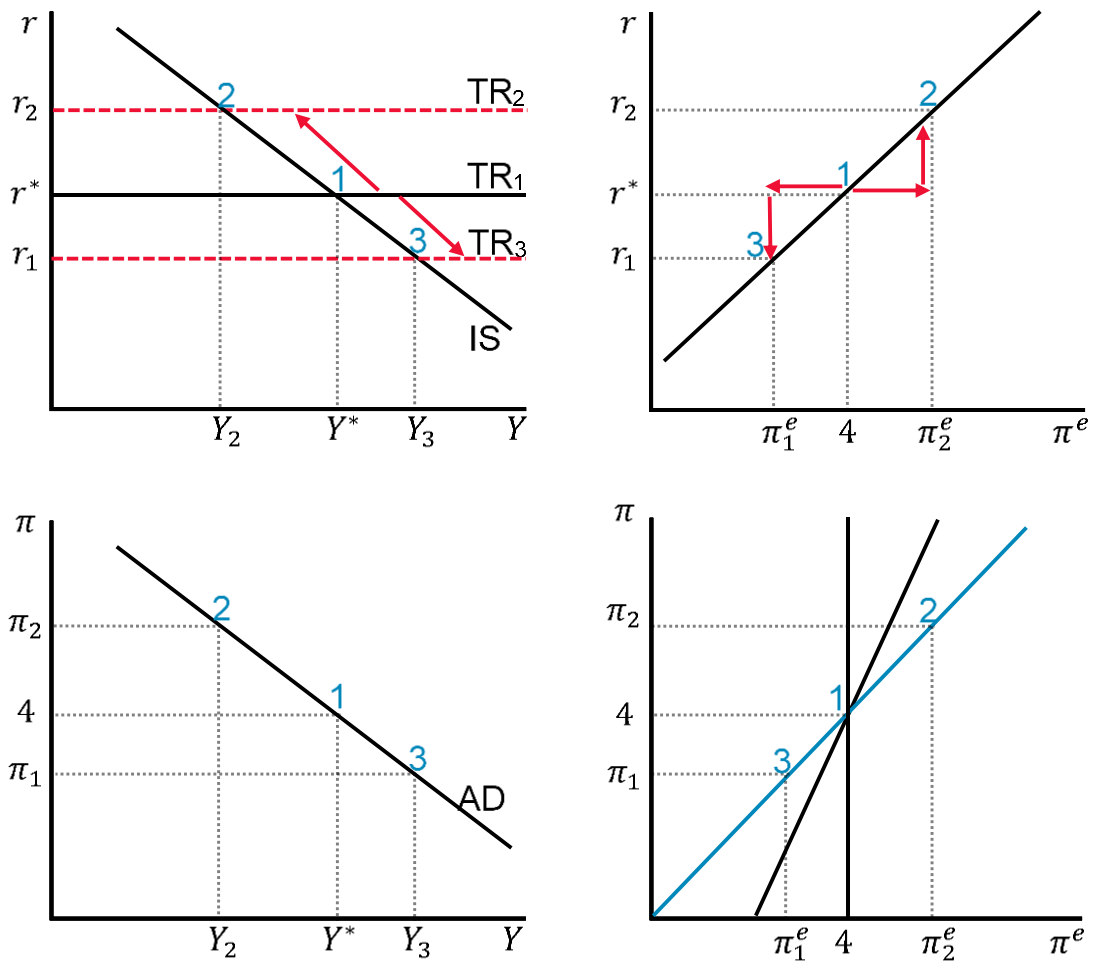 r
r₂
r*
r₁
2
1
3
TR₂
TR₁
TR₃
IS
Y₂
Y*
Y₃
Y
r
r₂
r*
r₁
2
1
3
π₁ᵉ
4
π₂ᵉ
πᵉ
π
π₂
4
π₁
2
1
3
AD
Y₂
Y*
Y₃
Y
π
π₂
4
π₁
2
1
3
π₁ᵉ
4
π₂ᵉ
πᵉ